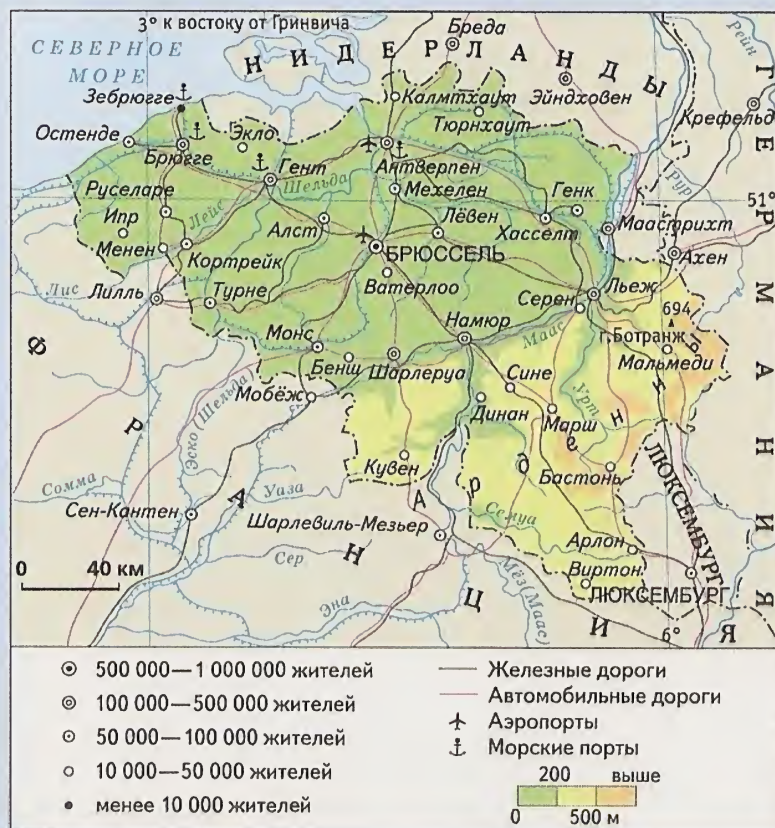 3° к востоку от Гринвича
СЕВЕРНОЕ
МОРЕ
НИДЕРЛАНДЫ
Бреда
Рейн
Зебрюгге
Калмтхаут
Эйндховен
Крефельд
Остенде
Брюгге
Экло
Тюрнхаут
Гент
Шельда
Антверпен
Рур
Руселаре
Лейс
Мехелен
Генк
51°
Ипр
Алст
Лёвен
Хасселт
Маастрихт
Менен
Кортрейк
БРЮССЕЛЬ
Ахен
Лис
Лилль
Турне
Ватерлоо
Серен
Льеж
694
Монс
Намюр
Маас
г.Ботранж
Бенш
Шарлеруа
Мальмеди
Мобёж
Сине
Урт
Динан
Марш
Эско (Шельда)
Кувен
Бастонь
Арденны
Сомма
Уаза
Сен-Кантен
Семуа
ЛЮКСЕМБУРГ
Шарлевиль-Мезьер
Арлон
0 40 км
Сер
Виртон
ЛЮКСЕМБУРГ
Эна
Мёз (Маас)
6°
ФРАНЦИЯ
ГЕРМАНИЯ
500 000—1 000 000 жителей
100 000—500 000 жителей
50 000—100 000 жителей
10 000—50 000 жителей
менее 10 000 жителей
Железные дороги
Автомобильные дороги
Аэропорты
Морские порты
200 выше
0 500 м